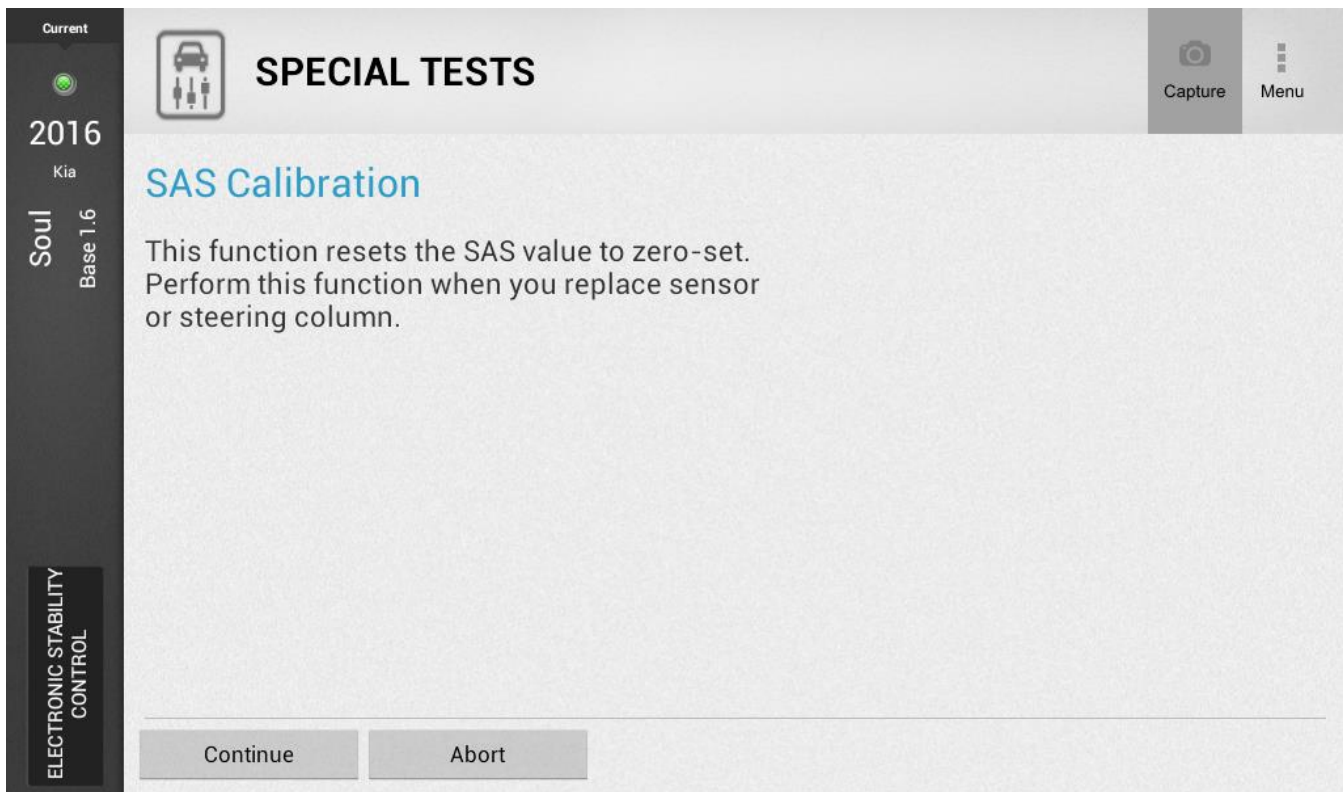 Current
2016
Kia
Soul
Base 1.6
ELECTRONIC STABILITY
CONTROL
SPECIAL TESTS
Capture
Menu
SAS Calibration
This function resets the SAS value to zero-set.
Perform this function when you replace sensor
or steering column.
Continue
Abort